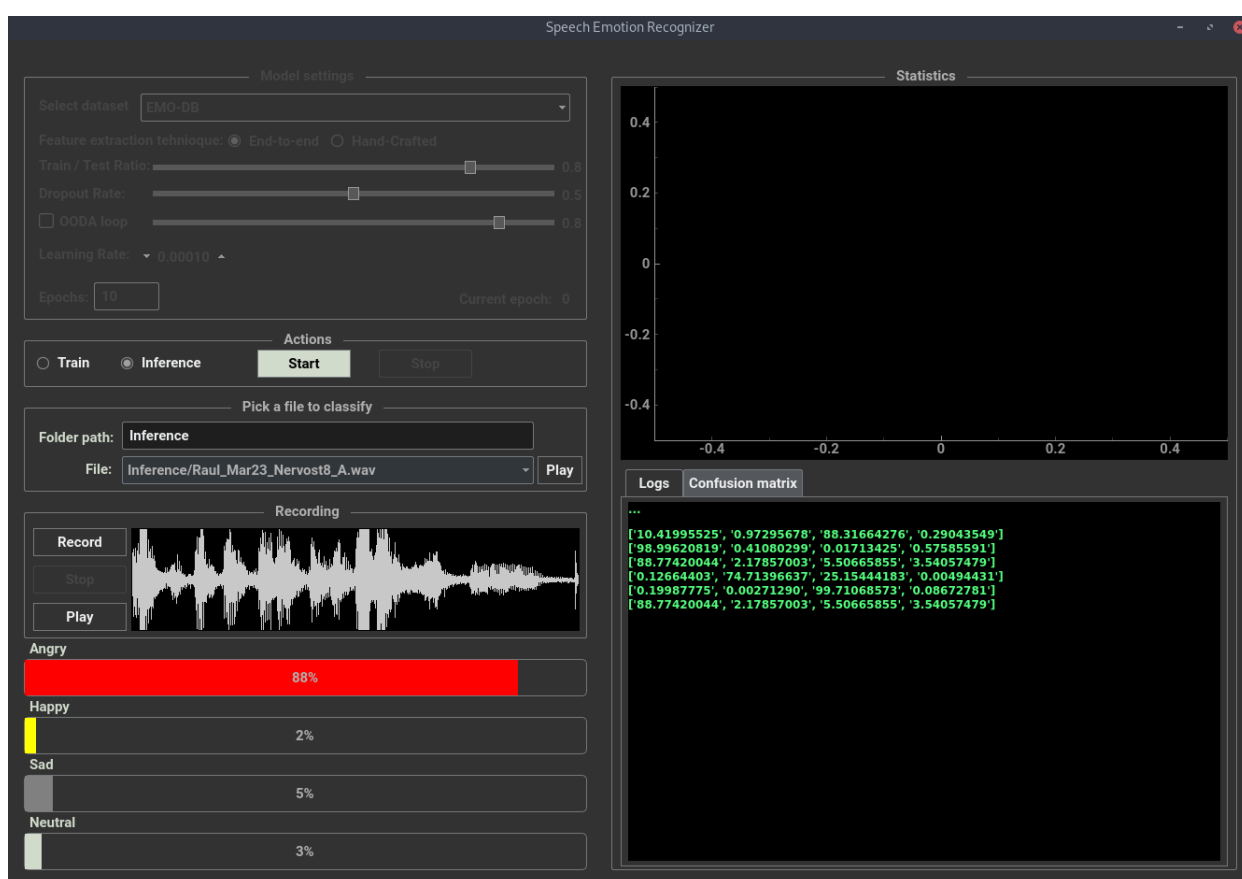 Speech Emotion Recognizer
Model settings
Select dataset EMO-DB
Feature extraction tehnioque: End-to-end Hand-Crafted
Train / Test Ratio: 0.8
Dropout Rate: 0.5
OODA loop 0.8
Learning Rate: 0.00010
Epochs: 10 Current epoch: 0
Actions
Train Inference Start Stop
Pick a file to classify
Folder path: Inference
File: Inference/Raul_Mar23_Nervost8_A.wav Play
Recording
Record
Stop
Play
Angry
88%
Happy
2%
Sad
5%
Neutral
3%
Statistics
0.4
0.2
0
-0.2
-0.4
-0.4 -0.2 0 0.2 0.4
Logs Confusion matrix
...
['10.41995525', '0.97295678', '88.31664276', '0.29043549']
['98.99620819', '0.41080299', '0.01713425', '0.57585591']
['88.77420044', '2.17857003', '5.50665855', '3.54057479']
['0.12664403', '74.71396637', '25.15444183', '0.00494431']
['0.19987775', '0.00271290', '99.71068573', '0.08672781']
['88.77420044', '2.17857003', '5.50665855', '3.54057479']